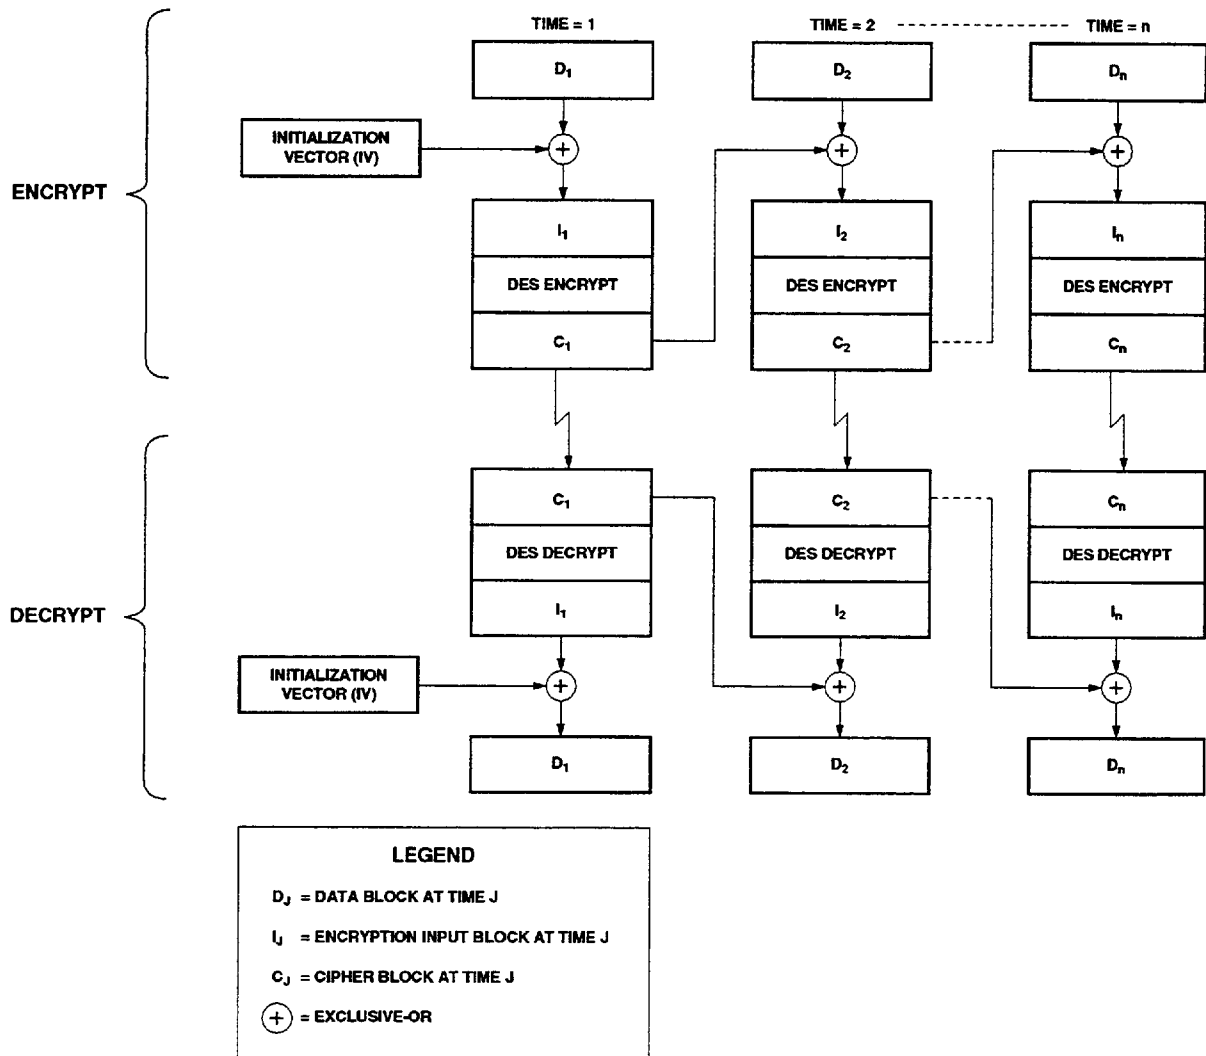 TIME = 1 TIME = 2 TIME = n
D1 D2 Dn
INITIALIZATION
VECTOR (IV)
+ + +
ENCRYPT
I1 I2 In
DES ENCRYPT DES ENCRYPT DES ENCRYPT
C1 C2 Cn
C1 C2 Cn
DES DECRYPT DES DECRYPT DES DECRYPT
I1 I2 In
DECRYPT
INITIALIZATION
VECTOR (IV)
+ + +
D1 D2 Dn
LEGEND
DJ = DATA BLOCK AT TIME J
IJ = ENCRYPTION INPUT BLOCK AT TIME J
CJ = CIPHER BLOCK AT TIME J
+ = EXCLUSIVE-OR